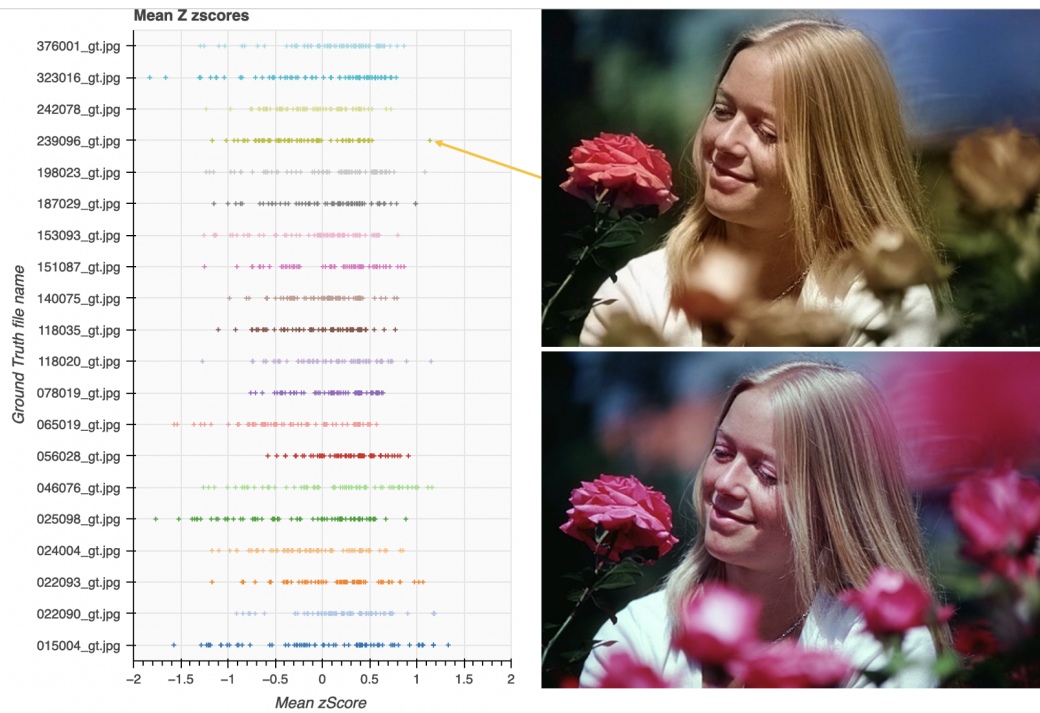 Mean Z zscores
376001_gt.jpg
323016_gt.jpg
242078_gt.jpg
239096_gt.jpg
198023_gt.jpg
187029_gt.jpg
153093_gt.jpg
151087_gt.jpg
140075_gt.jpg
118035_gt.jpg
118020_gt.jpg
078019_gt.jpg
065019_gt.jpg
056028_gt.jpg
046076_gt.jpg
025098_gt.jpg
024004_gt.jpg
022093_gt.jpg
022090_gt.jpg
015004_gt.jpg
Ground Truth file name
−2 −1.5 −1 −0.5 0 0.5 1 1.5 2
Mean zScore